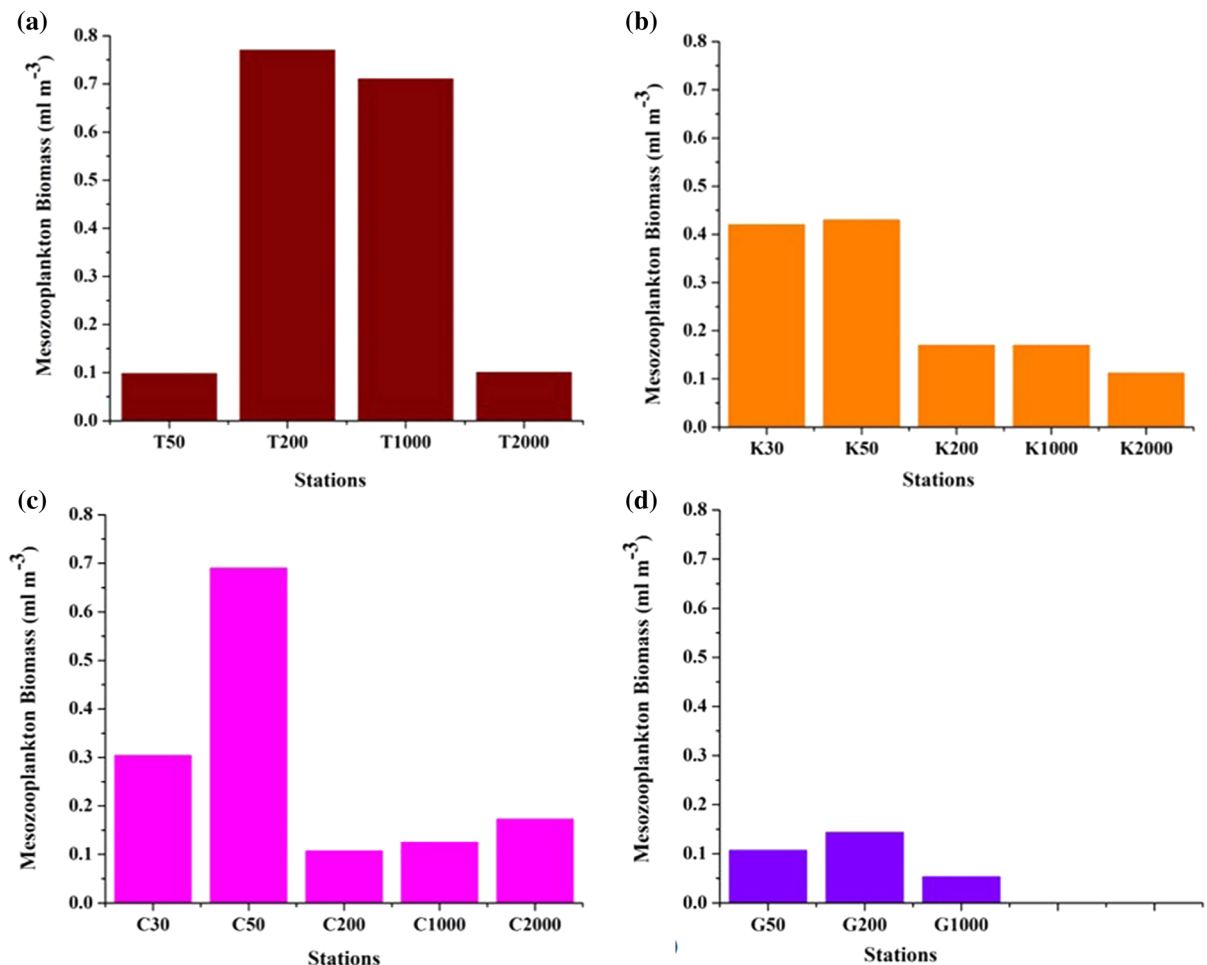 (a)
Mesozooplankton Biomass (ml m-3)
0.8
0.7
0.6
0.5
0.4
0.3
0.2
0.1
0.0
T50 T200 T1000 T2000
Stations
(b)
Mesozooplankton Biomass (ml m-3)
0.8
0.7
0.6
0.5
0.4
0.3
0.2
0.1
0.0
K30 K50 K200 K1000 K2000
Stations
(c)
Mesozooplankton Biomass (ml m-3)
0.8
0.7
0.6
0.5
0.4
0.3
0.2
0.1
0.0
C30 C50 C200 C1000 C2000
Stations
(d)
Mesozooplankton Biomass (ml m-3)
0.8
0.7
0.6
0.5
0.4
0.3
0.2
0.1
0.0
G50 G200 G1000
Stations
)